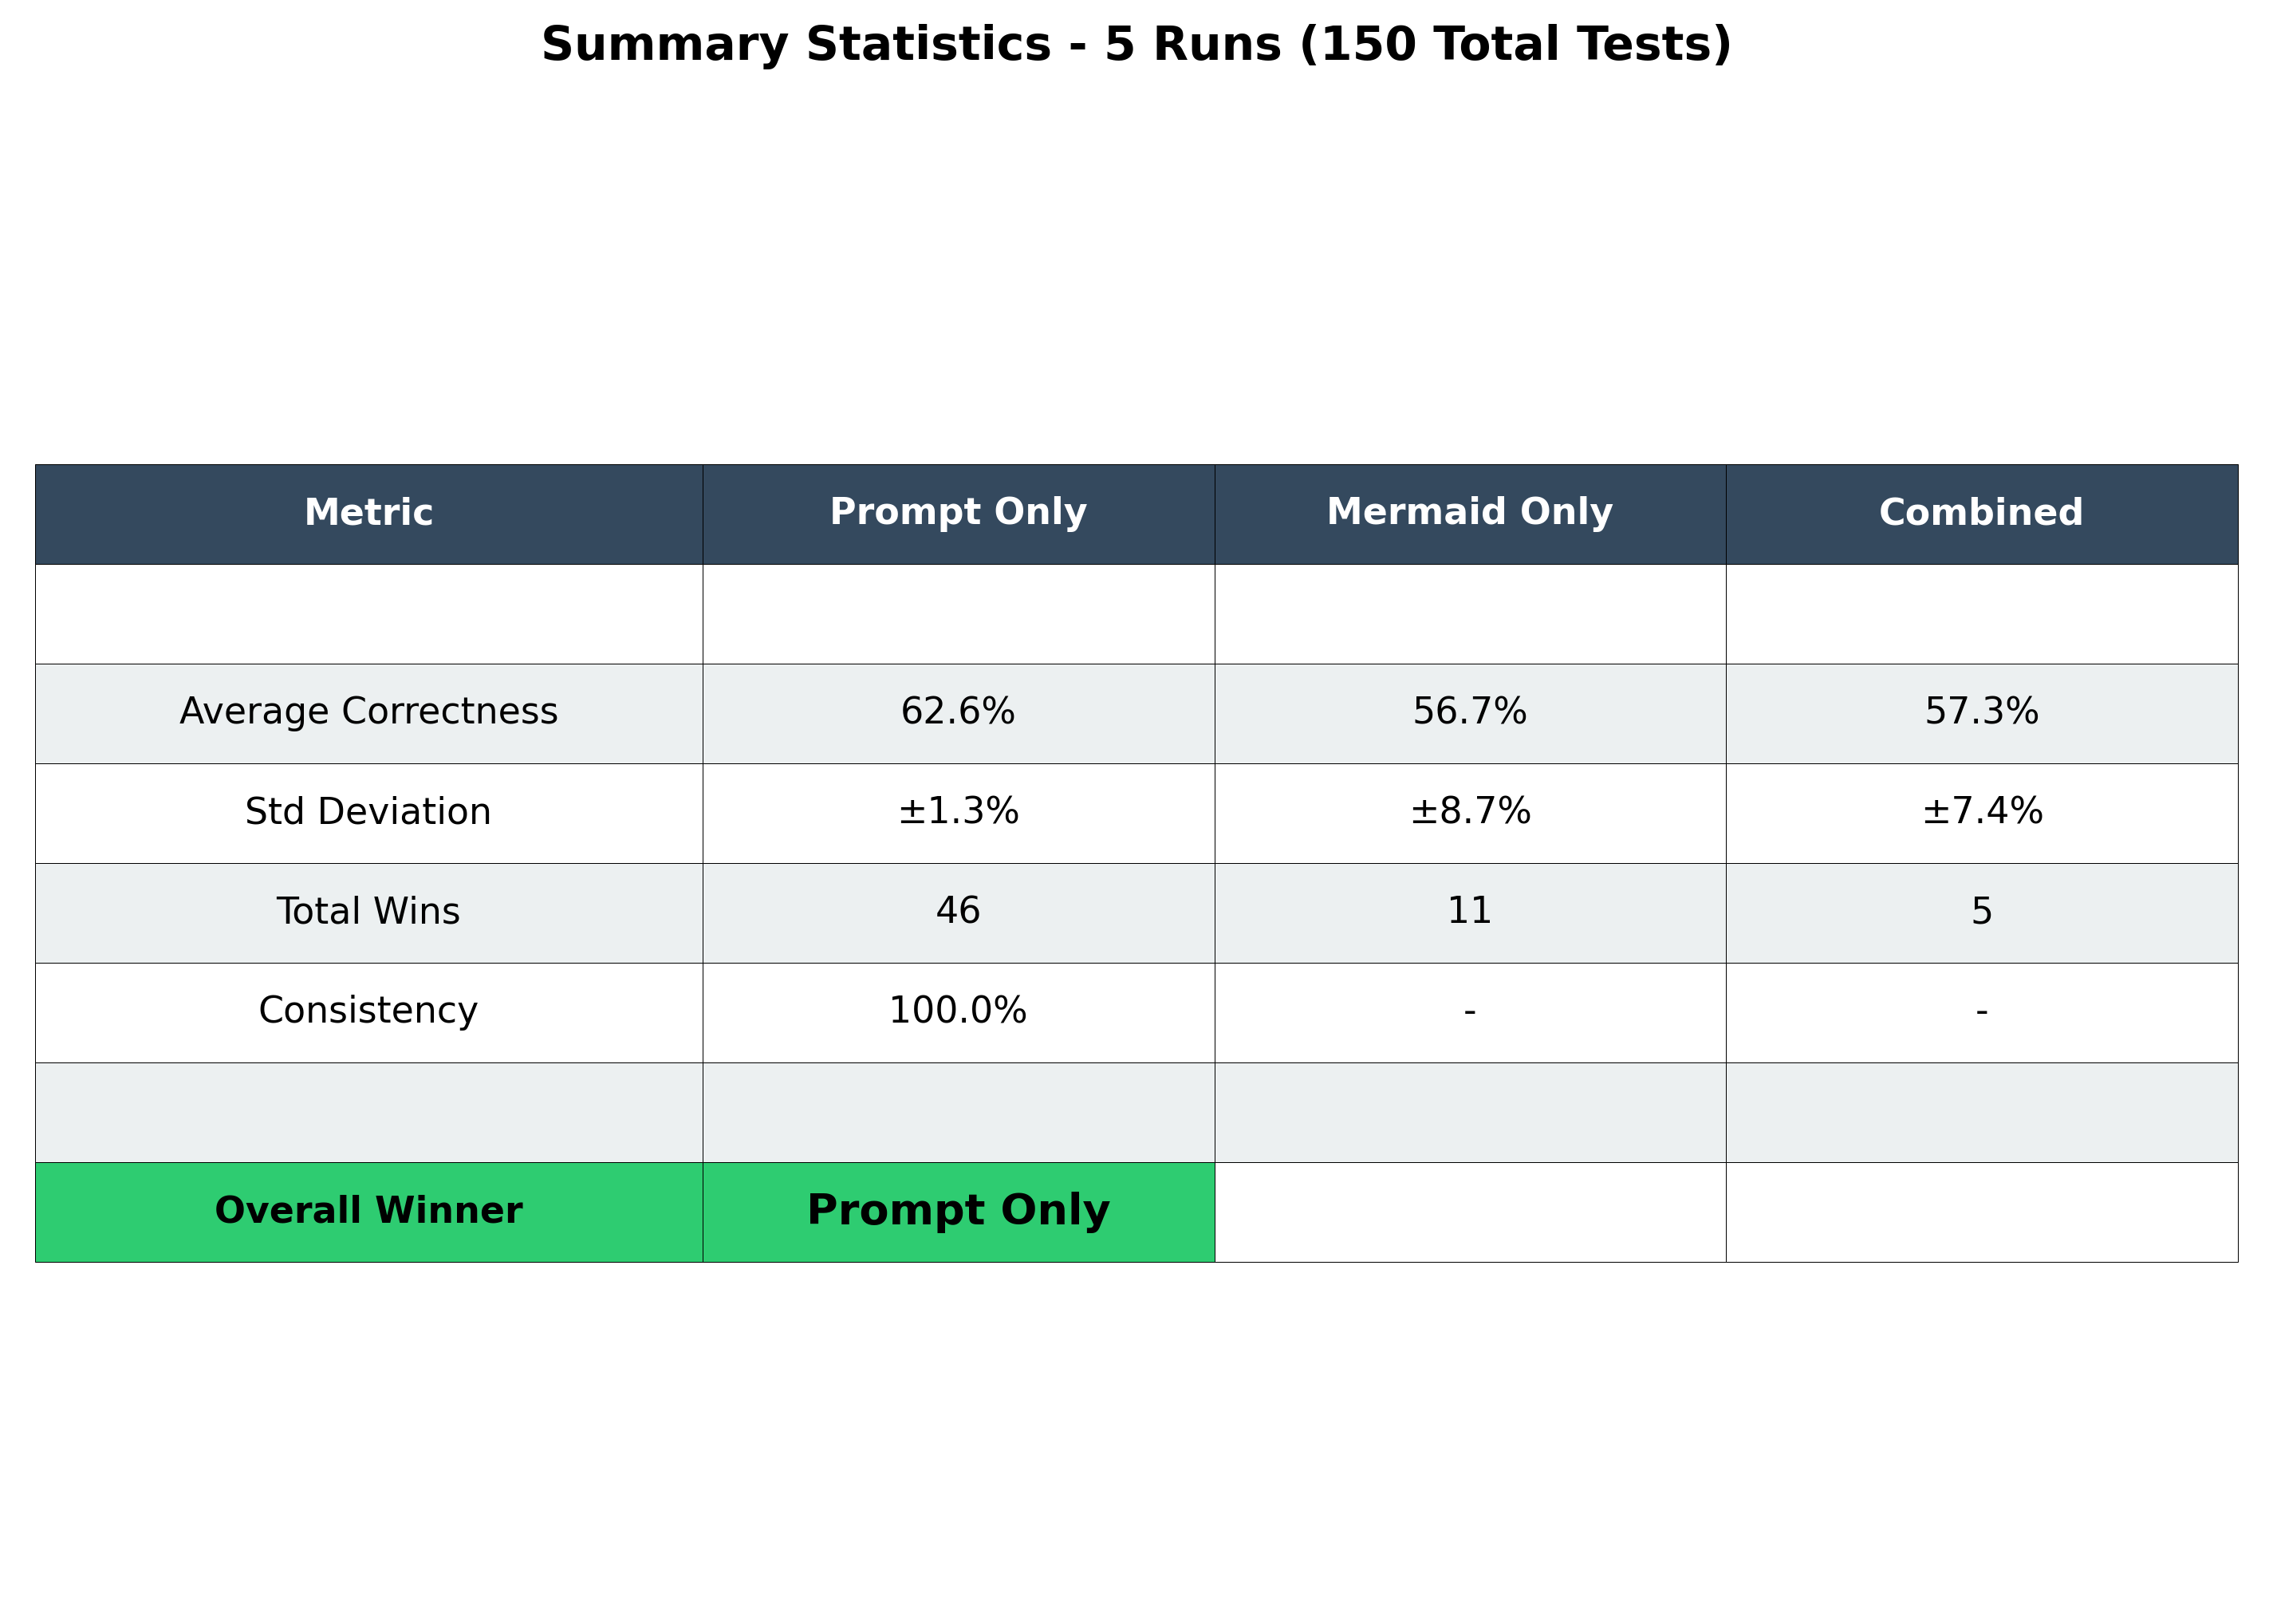 Summary Statistics - 5 Runs (150 Total Tests)
Metric Prompt Only Mermaid Only Combined
Average Correctness 62.6% 56.7% 57.3%
Std Deviation ±1.3% ±8.7% ±7.4%
Total Wins 46 11 5
Consistency 100.0% - -
Overall Winner Prompt Only